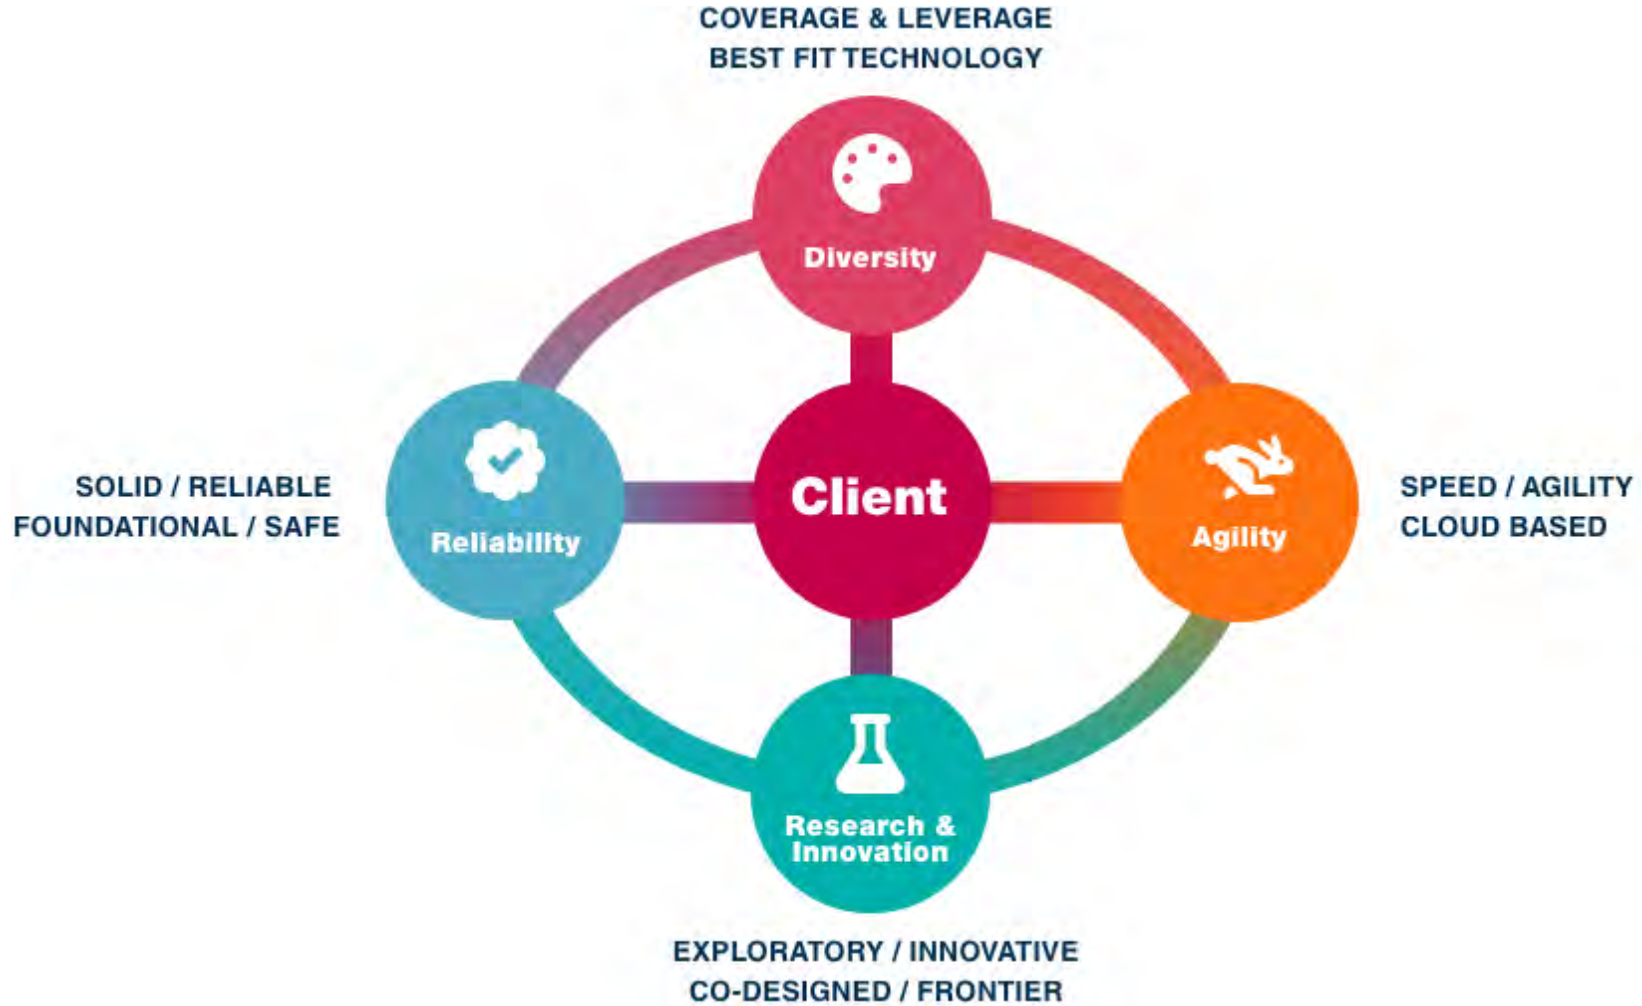 COVERAGE & LEVERAGE
BEST FIT TECHNOLOGY
Diversity
SOLID / RELIABLE
FOUNDATIONAL / SAFE
Reliability
Client
Agility
SPEED / AGILITY
CLOUD BASED
Research &
Innovation
EXPLORATORY / INNOVATIVE
CO-DESIGNED / FRONTIER